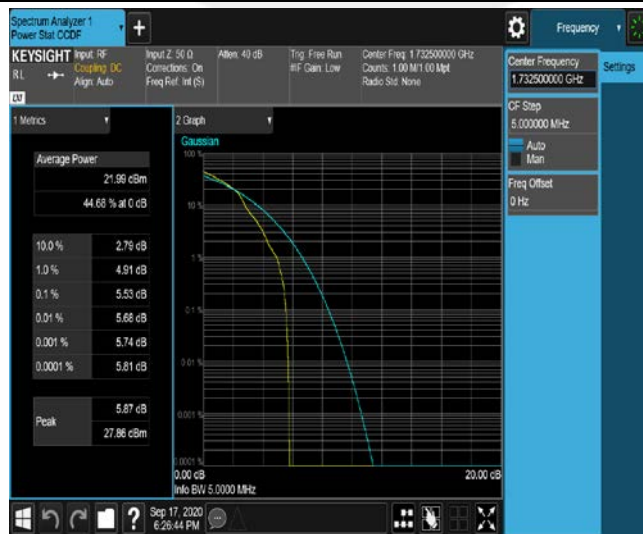 Spectrum Analyzer 1
Power Stat CCDF
Frequency
KEYSIGHT
RL
Input: RF
Coupling: DC
Align: Auto
Input Z: 50 Ω
Corrections: On
Freq Ref: Int (S)
Atten: 40 dB
Trig: Free Run
#IF Gain: Low
Center Freq: 1.732500000 GHz
Counts: 1.00 M/1.00 Mpt
Radio Std: None
Center Frequency
1.732500000 GHz
Settings
CF Step
5.000000 MHz
Auto
Man
Freq Offset
0 Hz
1 Metrics
Average Power
21.99 dBm
44.68 % at 0 dB
10.0 % 2.79 dB
1.0 % 4.91 dB
0.1 % 5.53 dB
0.01 % 5.68 dB
0.001 % 5.74 dB
0.0001 % 5.81 dB
Peak
5.87 dB
27.86 dBm
2 Graph
Gaussian
100 %
10 %
1 %
0.1 %
0.01 %
0.001 %
0.0001 %
0.00 dB
20.00 dB
Info BW 5.0000 MHz
Sep 17, 2020
6:26:44 PM